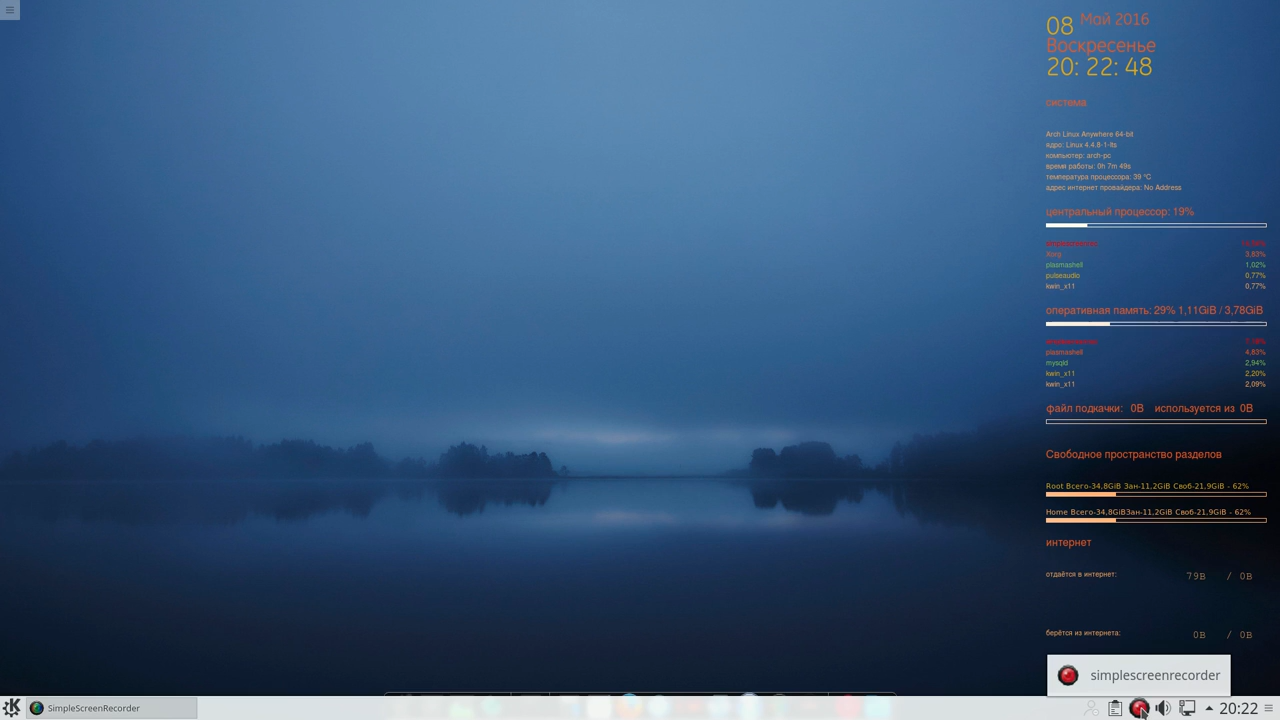 08 Май 2016
Воскресенье
20: 22: 48
система
Arch Linux Anywhere 64-bit
ядро: Linux 4.4.8-1-lts
компьютер: arch-pc
время работы: 0h 7m 49s
температура процессора: 39 °C
адрес интернет провайдера: No Address
центральный процессор: 19%
Xorg 3,83%
plasmashell 1,02%
pulseaudio 0,77%
kwin_x11 0,77%
оперативная память: 29% 1,11GiB / 3,78GiB
plasmashell 4,83%
mysqld 2,94%
kwin_x11 2,20%
kwin_x11 2,09%
файл подкачки: 0B используется из 0B
Свободное пространство разделов
Root Всего-34,8GiB Зан-11,2GiB Своб-21,9GiB - 62%
Home Всего-34,8GiBЗан-11,2GiB Своб-21,9GiB - 62%
интернет
отдаётся в интернет: 79B / 0B
берётся из интернета: 0B / 0B
simplescreenrecorder
SimpleScreenRecorder
20:22